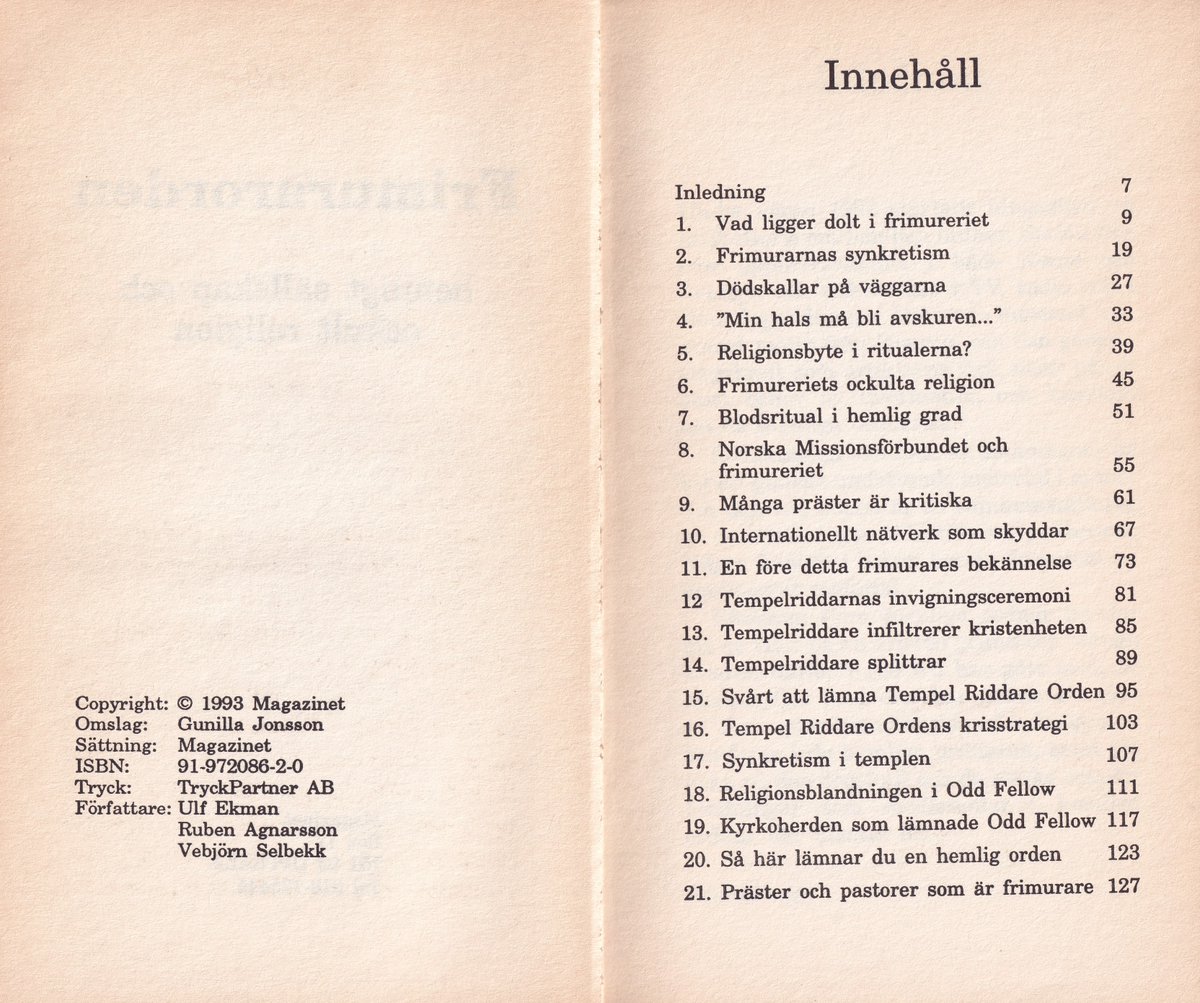 Copyright: © 1993 Magazinet
Omslag: Gunilla Jonsson
Sättning: Magazinet
ISBN: 91-972086-2-0
Tryck: TryckPartner AB
Författare: Ulf Ekman
Ruben Agnarsson
Vebjörn Selbekk
Innehåll
Inledning 7
1. Vad ligger dolt i frimureriet 9
2. Frimurarnas synkretism 19
3. Dödskallar på väggarna 27
4. ”Min hals må bli avskuren...” 33
5. Religionsbyte i ritualerna? 39
6. Frimureriets ockulta religion 45
7. Blodsritual i hemlig grad 51
8. Norska Missionsförbundet och
frimureriet 55
9. Många präster är kritiska 61
10. Internationellt nätverk som skyddar 67
11. En före detta frimurares bekännelse 73
12 Tempelriddarnas invigningsceremoni 81
13. Tempelriddare infiltrerer kristenheten 85
14. Tempelriddare splittrar 89
15. Svårt att lämna Tempel Riddare Orden 95
16. Tempel Riddare Ordens krisstrategi 103
17. Synkretism i templen 107
18. Religionsblandningen i Odd Fellow 111
19. Kyrkoherden som lämnade Odd Fellow 117
20. Så här lämnar du en hemlig orden 123
21. Präster och pastorer som är frimurare 127